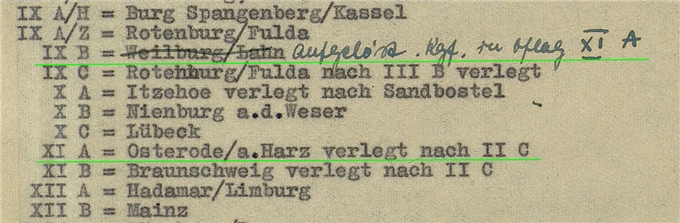 IX A/H = Burg Spangenberg/Kassel
IX A/Z = Rotenburg/Fulda
IX B = Weilburg/Lahn Aufgelöst. Kgf. zu Oflag XI A
IX C = Rotehburg/Fulda nach III B verlegt
X A = Itzehoe verlegt nach Sandbostel
X B = Nienburg a.d.Weser
X C = Lübeck
XI A = Osterode/a.Harz verlegt nach II C
XI B = Braunschweig verlegt nach II C
XII A = Hadamar/Limburg
XII B = Mainz